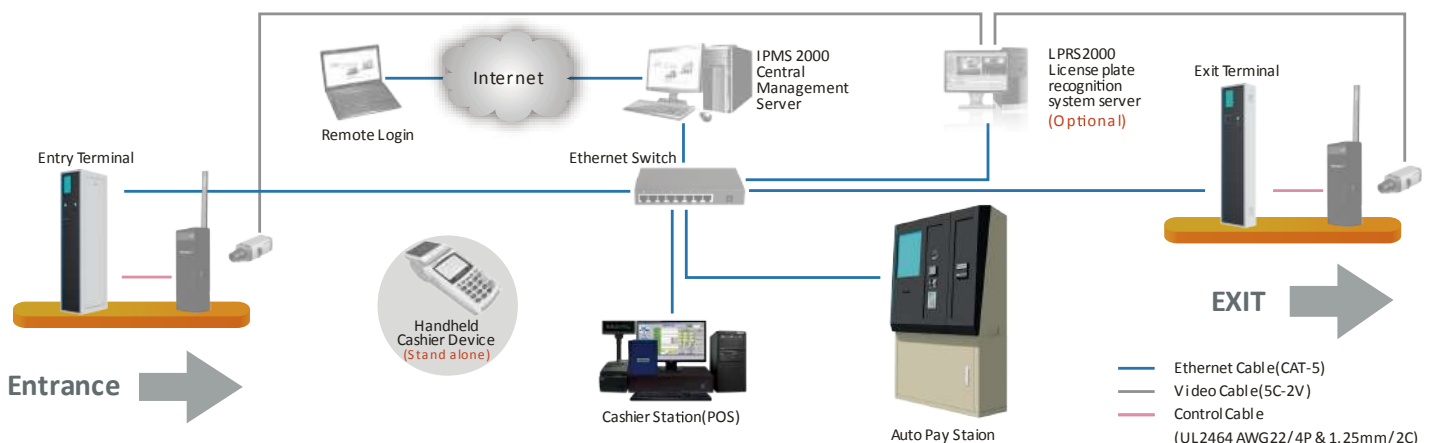 Internet
Remote Login
IPMS 2000
Central
Management
Server
LPRS2000
License plate
recognition
system server
(Optional)
Exit Terminal
Entry Terminal
Ethernet Switch
Handheld
Cashier Device
(Stand alone)
Entrance
EXIT
Cashier Station(POS)
Auto Pay Staion
Ethernet Cable(CAT-5)
Video Cable(5C-2V)
Control Cable
(UL2464 AWG22/4P & 1.25mm/2C)